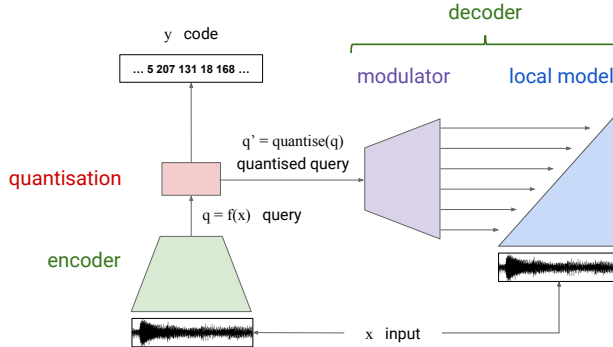 decoder
y code
… 5 207 131 18 168 …
modulator
local model
q’ = quantise(q)
quantised query
quantisation
q = f(x) query
encoder
x input